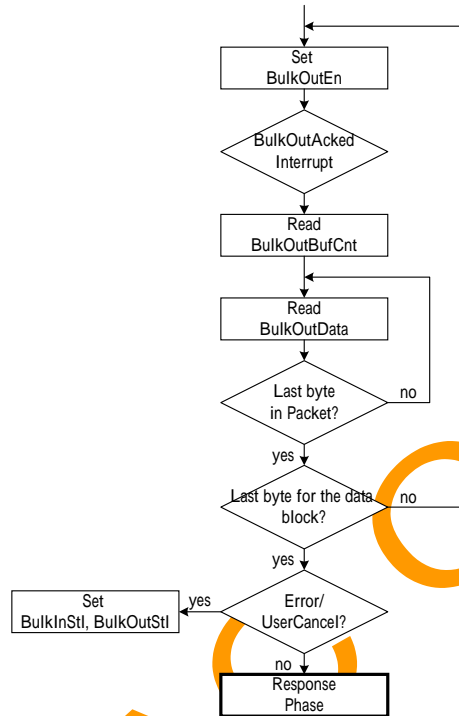 Set
BulkOutEn
BulkOutAcked
Interrupt
Read
BulkOutBufCnt
Read
BulkOutData
Last byte
in Packet?
no
yes
Last byte for the data
block?
no
yes
Error/
UserCancel?
yes
Set
BulkInStl, BulkOutStl
no
Response
Phase